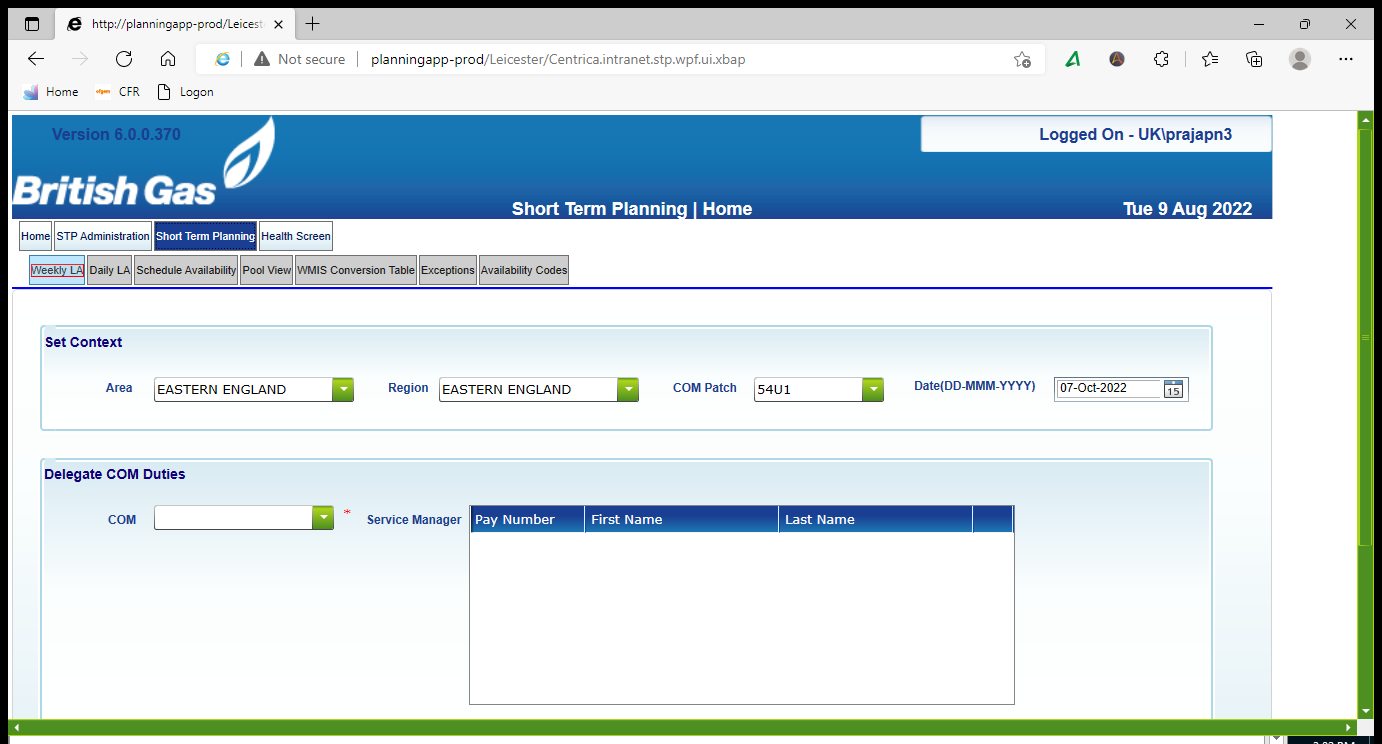 http://planningapp-prod/Leicest
Not secure
planningapp-prod/Leicester/Centrica.intranet.stp.wpf.ui.xbap
Home
cfgem
CFR
Logon
Version 6.0.0.370
Logged On - UK\prajapn3
British Gas
Short Term Planning | Home
Tue 9 Aug 2022
Home
STP Administration
Short Term Planning
Health Screen
Weekly LA
Daily LA
Schedule Availability
Pool View
WMIS Conversion Table
Exceptions
Availability Codes
Set Context
Area
EASTERN ENGLAND
Region
EASTERN ENGLAND
COM Patch
54U1
Date(DD-MMM-YYYY)
07-Oct-2022
15
Delegate COM Duties
COM
*
Service Manager
Pay Number
First Name
Last Name